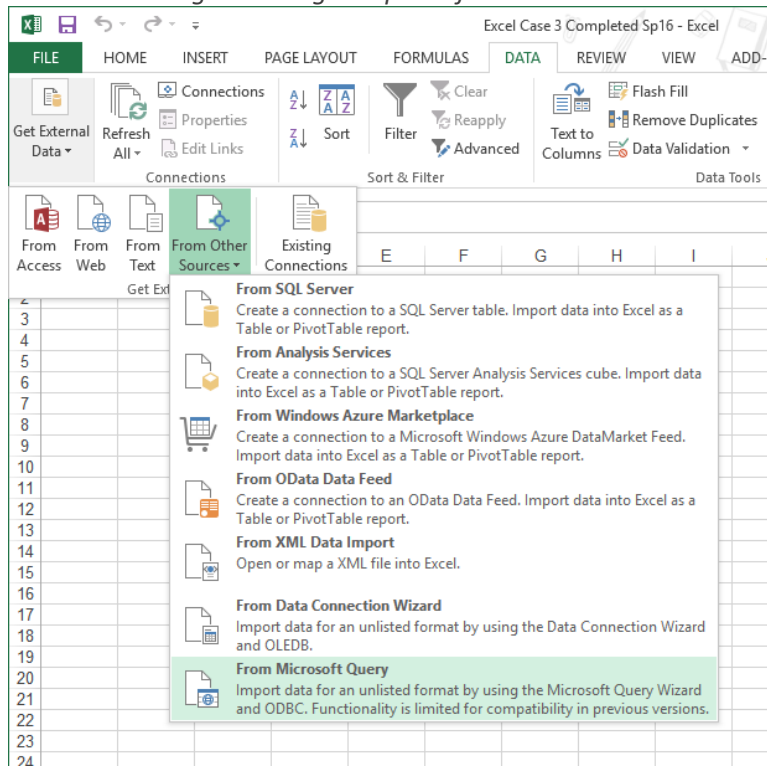 Excel Case 3 Completed Sp16 - Excel
FILE HOME INSERT PAGE LAYOUT FORMULAS DATA REVIEW VIEW ADD-
Get External Data
Refresh All
Connections
Properties
Edit Links
Connections
Sort
Filter
Clear
Reapply
Advanced
Sort & Filter
Text to Columns
Flash Fill
Remove Duplicates
Data Validation
Data Tools
From Access
From Web
From Text
From Other Sources
Existing Connections
Get Ext
E F G H I
From SQL Server
Create a connection to a SQL Server table. Import data into Excel as a
Table or PivotTable report.
From Analysis Services
Create a connection to a SQL Server Analysis Services cube. Import data
into Excel as a Table or PivotTable report.
From Windows Azure Marketplace
Create a connection to a Microsoft Windows Azure DataMarket Feed.
Import data into Excel as a Table or PivotTable report.
From OData Data Feed
Create a connection to an OData Data Feed. Import data into Excel as a
Table or PivotTable report.
From XML Data Import
Open or map a XML file into Excel.
From Data Connection Wizard
Import data for an unlisted format by using the Data Connection Wizard
and OLEDB.
From Microsoft Query
Import data for an unlisted format by using the Microsoft Query Wizard
and ODBC. Functionality is limited for compatibility in previous versions.
2
3
4
5
6
7
8
9
10
11
12
13
14
15
16
17
18
19
20
21
22
23
24